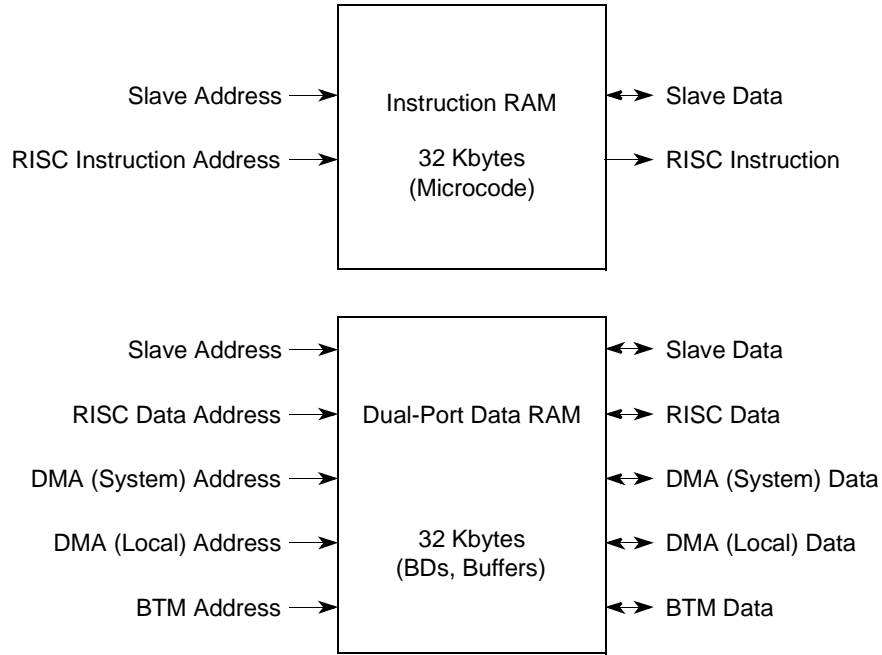 Slave Address
Instruction RAM
Slave Data
RISC Instruction Address
32 Kbytes
(Microcode)
RISC Instruction
Slave Address
Slave Data
RISC Data Address
Dual-Port Data RAM
RISC Data
DMA (System) Address
DMA (System) Data
DMA (Local) Address
32 Kbytes
(BDs, Buffers)
DMA (Local) Data
BTM Address
BTM Data